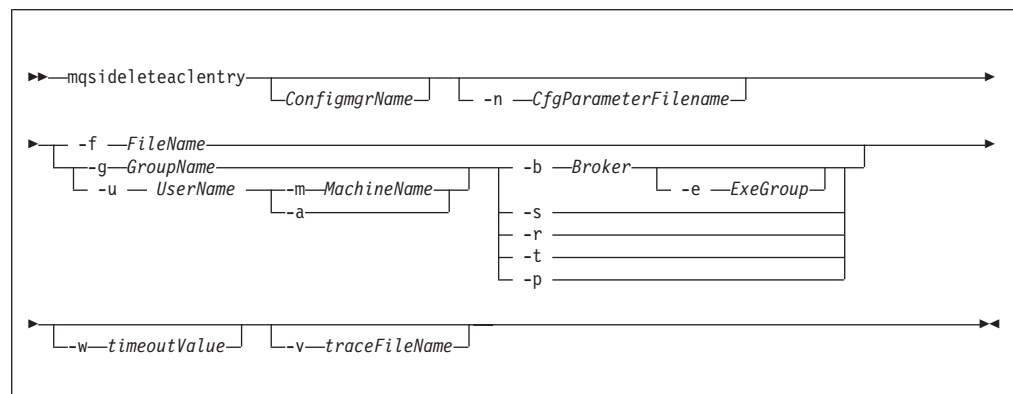 mqsideleteaclentry
ConfigmgrName -n CfgParameterFilename
-f FileName
-g GroupName -b Broker
-u UserName -m MachineName -e ExeGroup
-a -s
-r
-t
-p
-w timeoutValue -v traceFileName